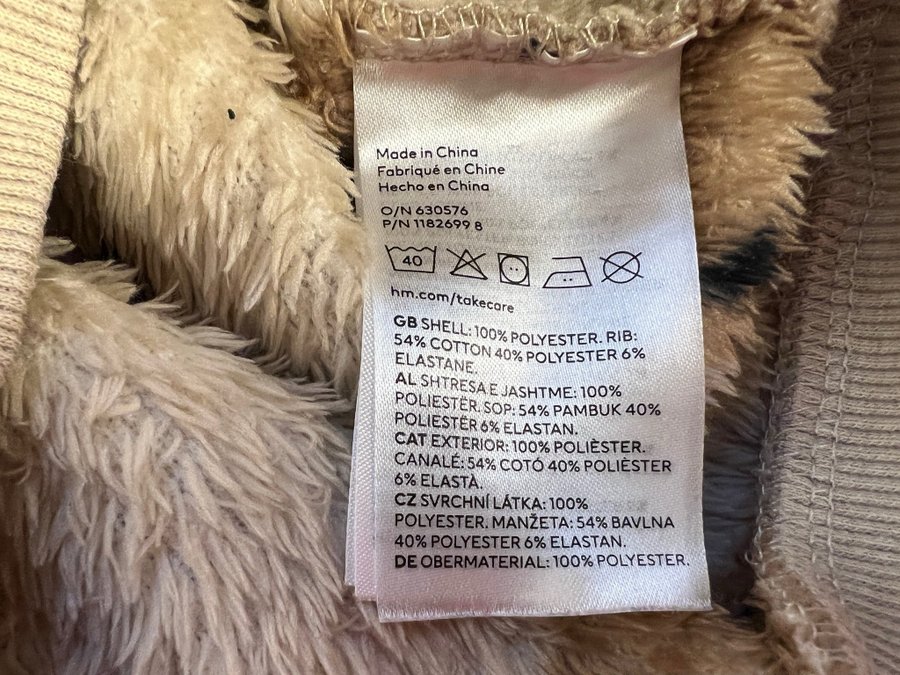 Made in China
Fabriqué en Chine
Hecho en China
O/N 630576
P/N 1182699 8
40
hm.com/takecare
GB SHELL: 100% POLYESTER. RIB:
54% COTTON 40% POLYESTER 6%
ELASTANE.
AL SHTRESA E JASHTME: 100%
POLIESTËR. SOP: 54% PAMBUK 40%
POLIESTËR 6% ELASTAN.
CAT EXTERIOR: 100% POLIÈSTER.
CANALÉ: 54% COTÓ 40% POLIÈSTER
6% ELASTÀ.
CZ SVRCHNÍ LÁTKA: 100%
POLYESTER. MANŽETA: 54% BAVLNA
40% POLYESTER 6% ELASTAN.
DE OBERMATERIAL: 100% POLYESTER.